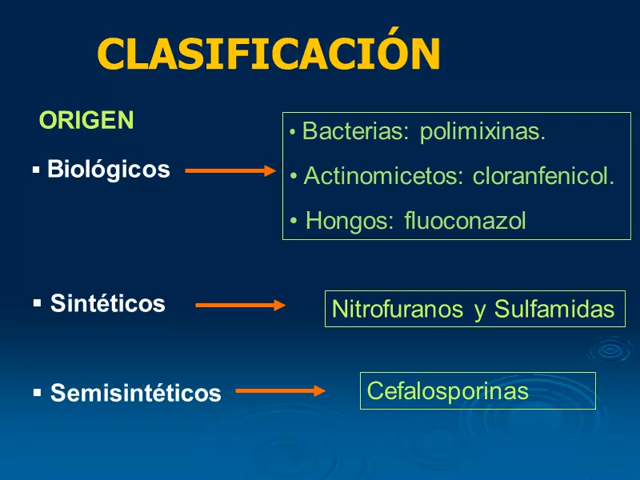 CLASIFICACIÓN
ORIGEN
▪ Biológicos
• Bacterias: polimixinas.
• Actinomicetos: cloranfenicol.
• Hongos: fluoconazol
▪ Sintéticos
Nitrofuranos y Sulfamidas
▪ Semisintéticos
Cefalosporinas